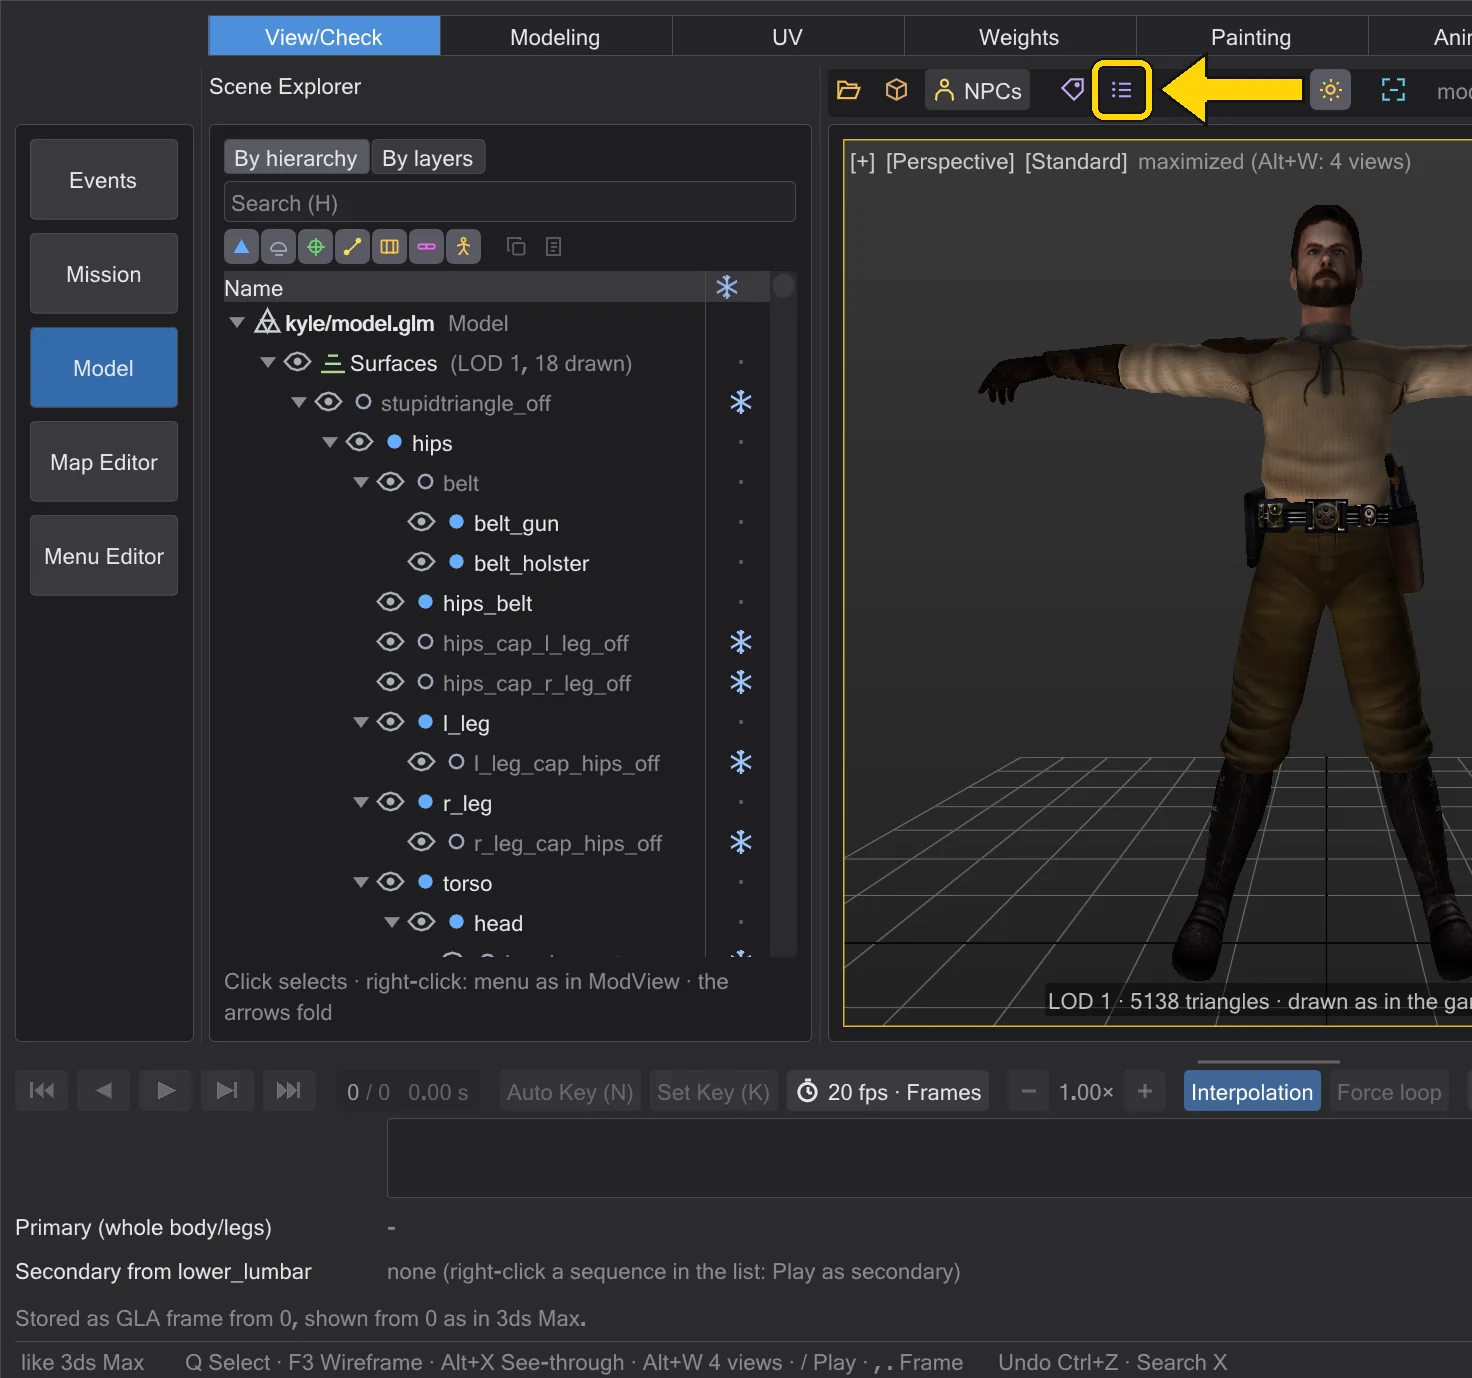 View/Check
Modeling
UV
Weights
Painting
Scene Explorer
NPCs
Events
Mission
Model
Map Editor
Menu Editor
By hierarchy
By layers
Search (H)
Name
kyle/model.glm Model
Surfaces (LOD 1, 18 drawn)
stupidtriangle_off
hips
belt
belt_gun
belt_holster
hips_belt
hips_cap_l_leg_off
hips_cap_r_leg_off
l_leg
l_leg_cap_hips_off
r_leg
r_leg_cap_hips_off
torso
head
Click selects · right-click: menu as in ModView · the
arrows fold
[+] [Perspective] [Standard] maximized (Alt+W: 4 views)
LOD 1 · 5138 triangles · drawn as in the
0 / 0 0.00 s
Auto Key (N)
Set Key (K)
20 fps · Frames
− 1.00× +
Interpolation
Force loop
Primary (whole body/legs) -
Secondary from lower_lumbar none (right-click a sequence in the list: Play as secondary)
Stored as GLA frame from 0, shown from 0 as in 3ds Max.
like 3ds Max Q Select · F3 Wireframe · Alt+X See-through · Alt+W 4 views · / Play · , . Frame Undo Ctrl+Z · Search X